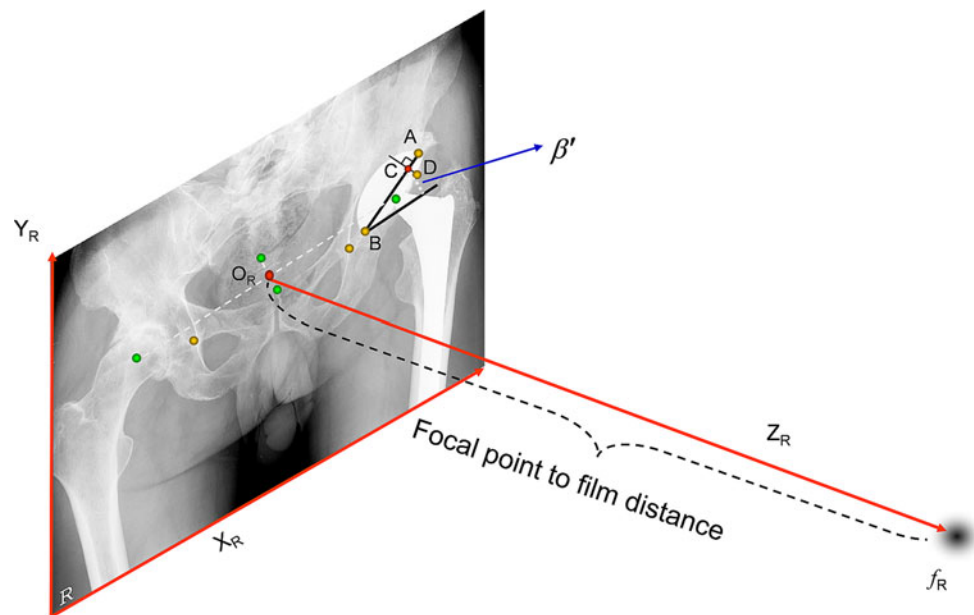 A
C
D
β′
B
Y_R
O_R
Z_R
Focal point to film distance
X_R
f_R
R